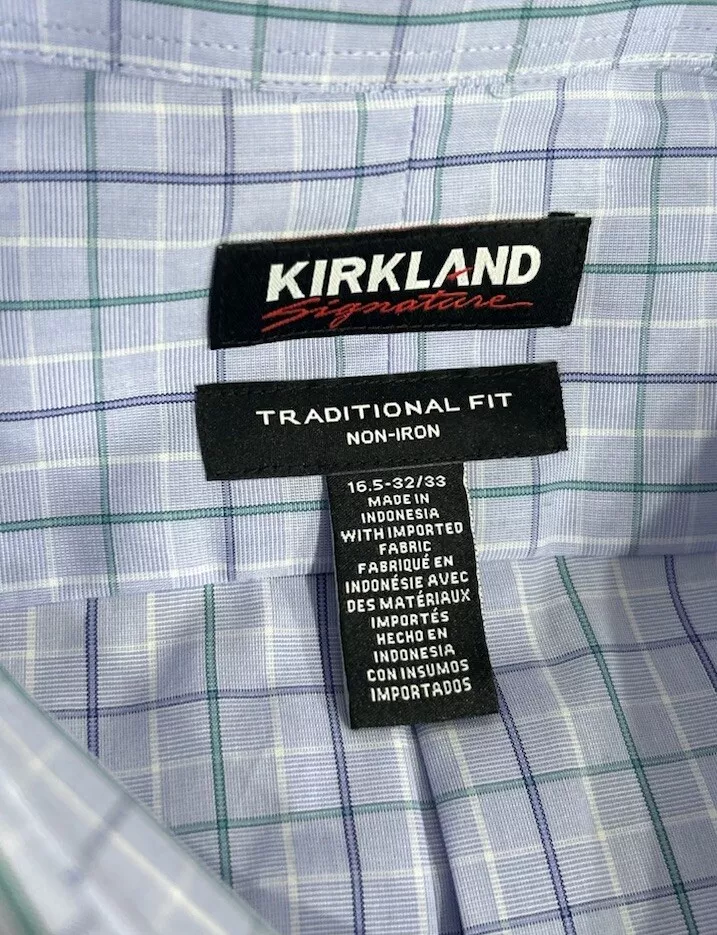 KIRKLAND
Signature
TRADITIONAL FIT
NON-IRON
16.5-32/33
MADE IN
INDONESIA
WITH IMPORTED
FABRIC
FABRIQUÉ EN
INDONÉSIE AVEC
DES MATÉRIAUX
IMPORTÉS
HECHO EN
INDONESIA
CON INSUMOS
IMPORTADOS